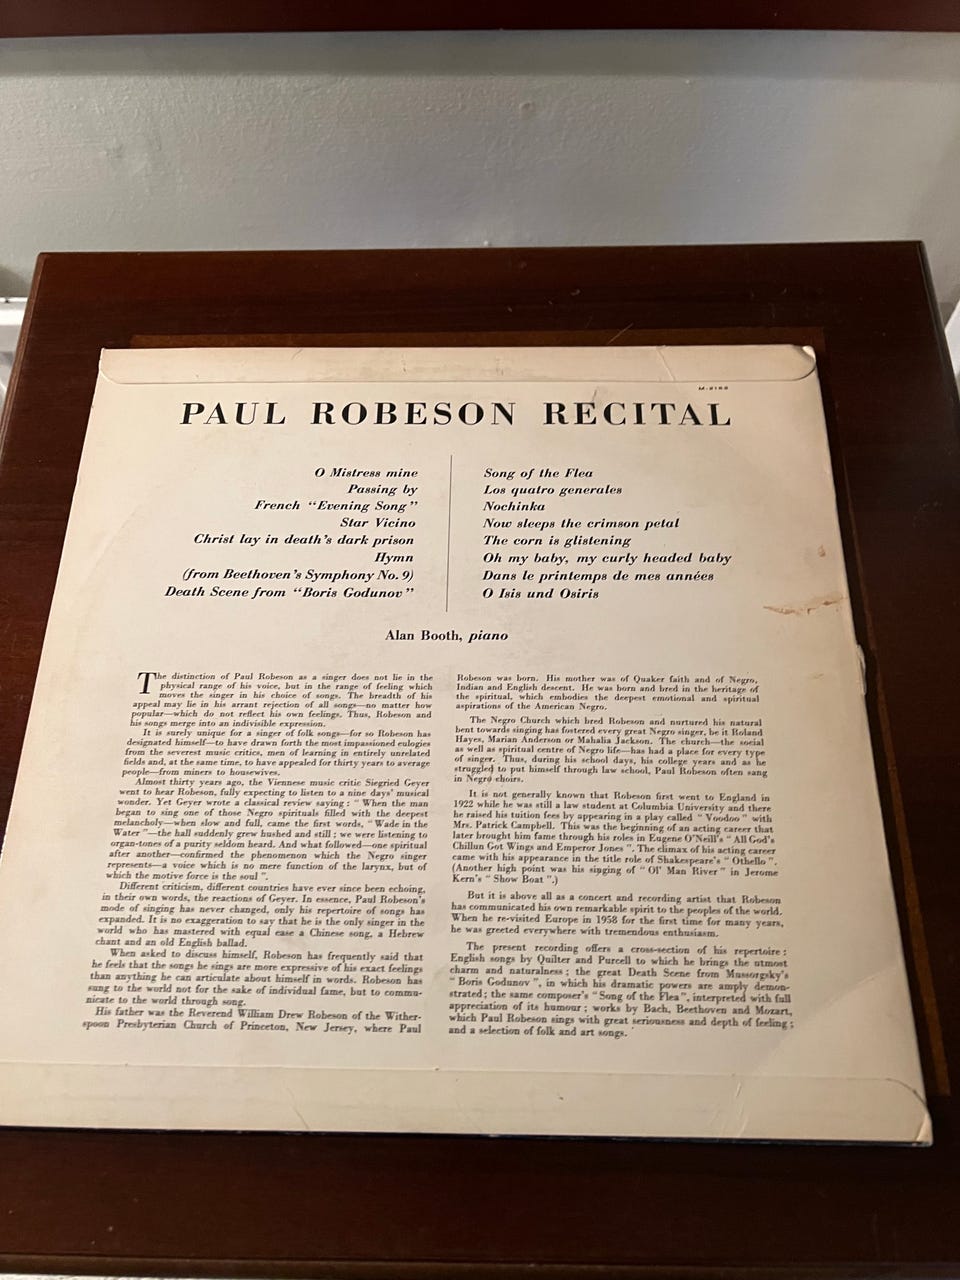 M-2165
PAUL ROBESON RECITAL
O Mistress mine
Passing by
French "Evening Song"
Star Vicino
Christ lay in death's dark prison
Hymn
(from Beethoven's Symphony No. 9)
Death Scene from "Boris Godunov"
Song of the Flea
Los quatro generales
Nochinka
Now sleeps the crimson petal
The corn is glistening
Oh my baby, my curly headed baby
Dans le printemps de mes années
O Isis und Osiris
Alan Booth, piano
The distinction of Paul Robeson as a singer does not lie in the
physical range of his voice, but in the range of feeling which
moves the singer in his choice of songs. The breadth of his
appeal may lie in his arrant rejection of all songs—no matter how
popular—which do not reflect his own feelings. Thus, Robeson and
his songs merge into an indivisible expression.
It is surely unique for a singer of folk songs—for so Robeson has
designated himself—to have drawn forth the most impassioned eulogies
from the severest music critics, men of learning in entirely unrelated
fields and, at the same time, to have appealed for thirty years to average
people—from miners to housewives.
Almost thirty years ago, the Viennese music critic Siegried Geyer
went to hear Robeson, fully expecting to listen to a nine days' musical
wonder. Yet Geyer wrote a classical review saying: "When the man
began to sing one of those Negro spirituals filled with the deepest
melancholy—when slow and full, came the first words, "Wade in the
Water"—the hall suddenly grew hushed and still; we were listening to
organ-tones of a purity seldom heard. And what followed—one spiritual
after another—confirmed the phenomenon which the Negro singer
represents—a voice which is no mere function of the larynx, but of
which the motive force is the soul".
Different criticism, different countries have ever since been echoing,
in their own words, the reactions of Geyer. In essence, Paul Robeson's
mode of singing has never changed, only his repertoire of songs has
expanded. It is no exaggeration to say that he is the only singer in the
world who has mastered with equal ease a Chinese song, a Hebrew
chant and an old English ballad.
When asked to discuss himself, Robeson has frequently said that
he feels that the songs he sings are more expressive of his exact feelings
than anything he can articulate about himself in words. Robeson has
sung to the world not for the sake of individual fame, but to commu-
nicate to the world through song.
His father was the Reverend William Drew Robeson of the Wither-
spoon Presbyterian Church of Princeton, New Jersey, where Paul
Robeson was born. His mother was of Quaker faith and of Negro,
Indian and English descent. He was born and bred in the heritage of
the spiritual, which embodies the deepest emotional and spiritual
aspirations of the American Negro.
The Negro Church which bred Robeson and nurtured his natural
bent towards singing has fostered every great Negro singer, be it Roland
Hayes, Marian Anderson or Mahalia Jackson. The church—the social
as well as spiritual centre of Negro life—has had a place for every type
of singer. Thus, during his school days, his college years and as he
struggled to put himself through law school, Paul Robeson often sang
in Negro choirs.
It is not generally known that Robeson first went to England in
1922 while he was still a law student at Columbia University and there
he raised his tuition fees by appearing in a play called "Voodoo" with
Mrs. Patrick Campbell. This was the beginning of an acting career that
later brought him fame through his roles in Eugene O'Neill's "All God's
Chillun Got Wings and Emperor Jones". The climax of his acting career
came with his appearance in the title role of Shakespeare's "Othello".
(Another high point was his singing of "Ol' Man River" in Jerome
Kern's "Show Boat".)
But it is above all as a concert and recording artist that Robeson
has communicated his own remarkable spirit to the peoples of the world.
When he re-visited Europe in 1958 for the first time for many years,
he was greeted everywhere with tremendous enthusiasm.
The present recording offers a cross-section of his repertoire:
English songs by Quilter and Purcell to which he brings the utmost
charm and naturalness; the great Death Scene from Mussorgsky's
"Boris Godunov", in which his dramatic powers are amply demon-
strated; the same composer's "Song of the Flea", interpreted with full
appreciation of its humour; works by Bach, Beethoven and Mozart,
which Paul Robeson sings with great seriousness and depth of feeling;
and a selection of folk and art songs.